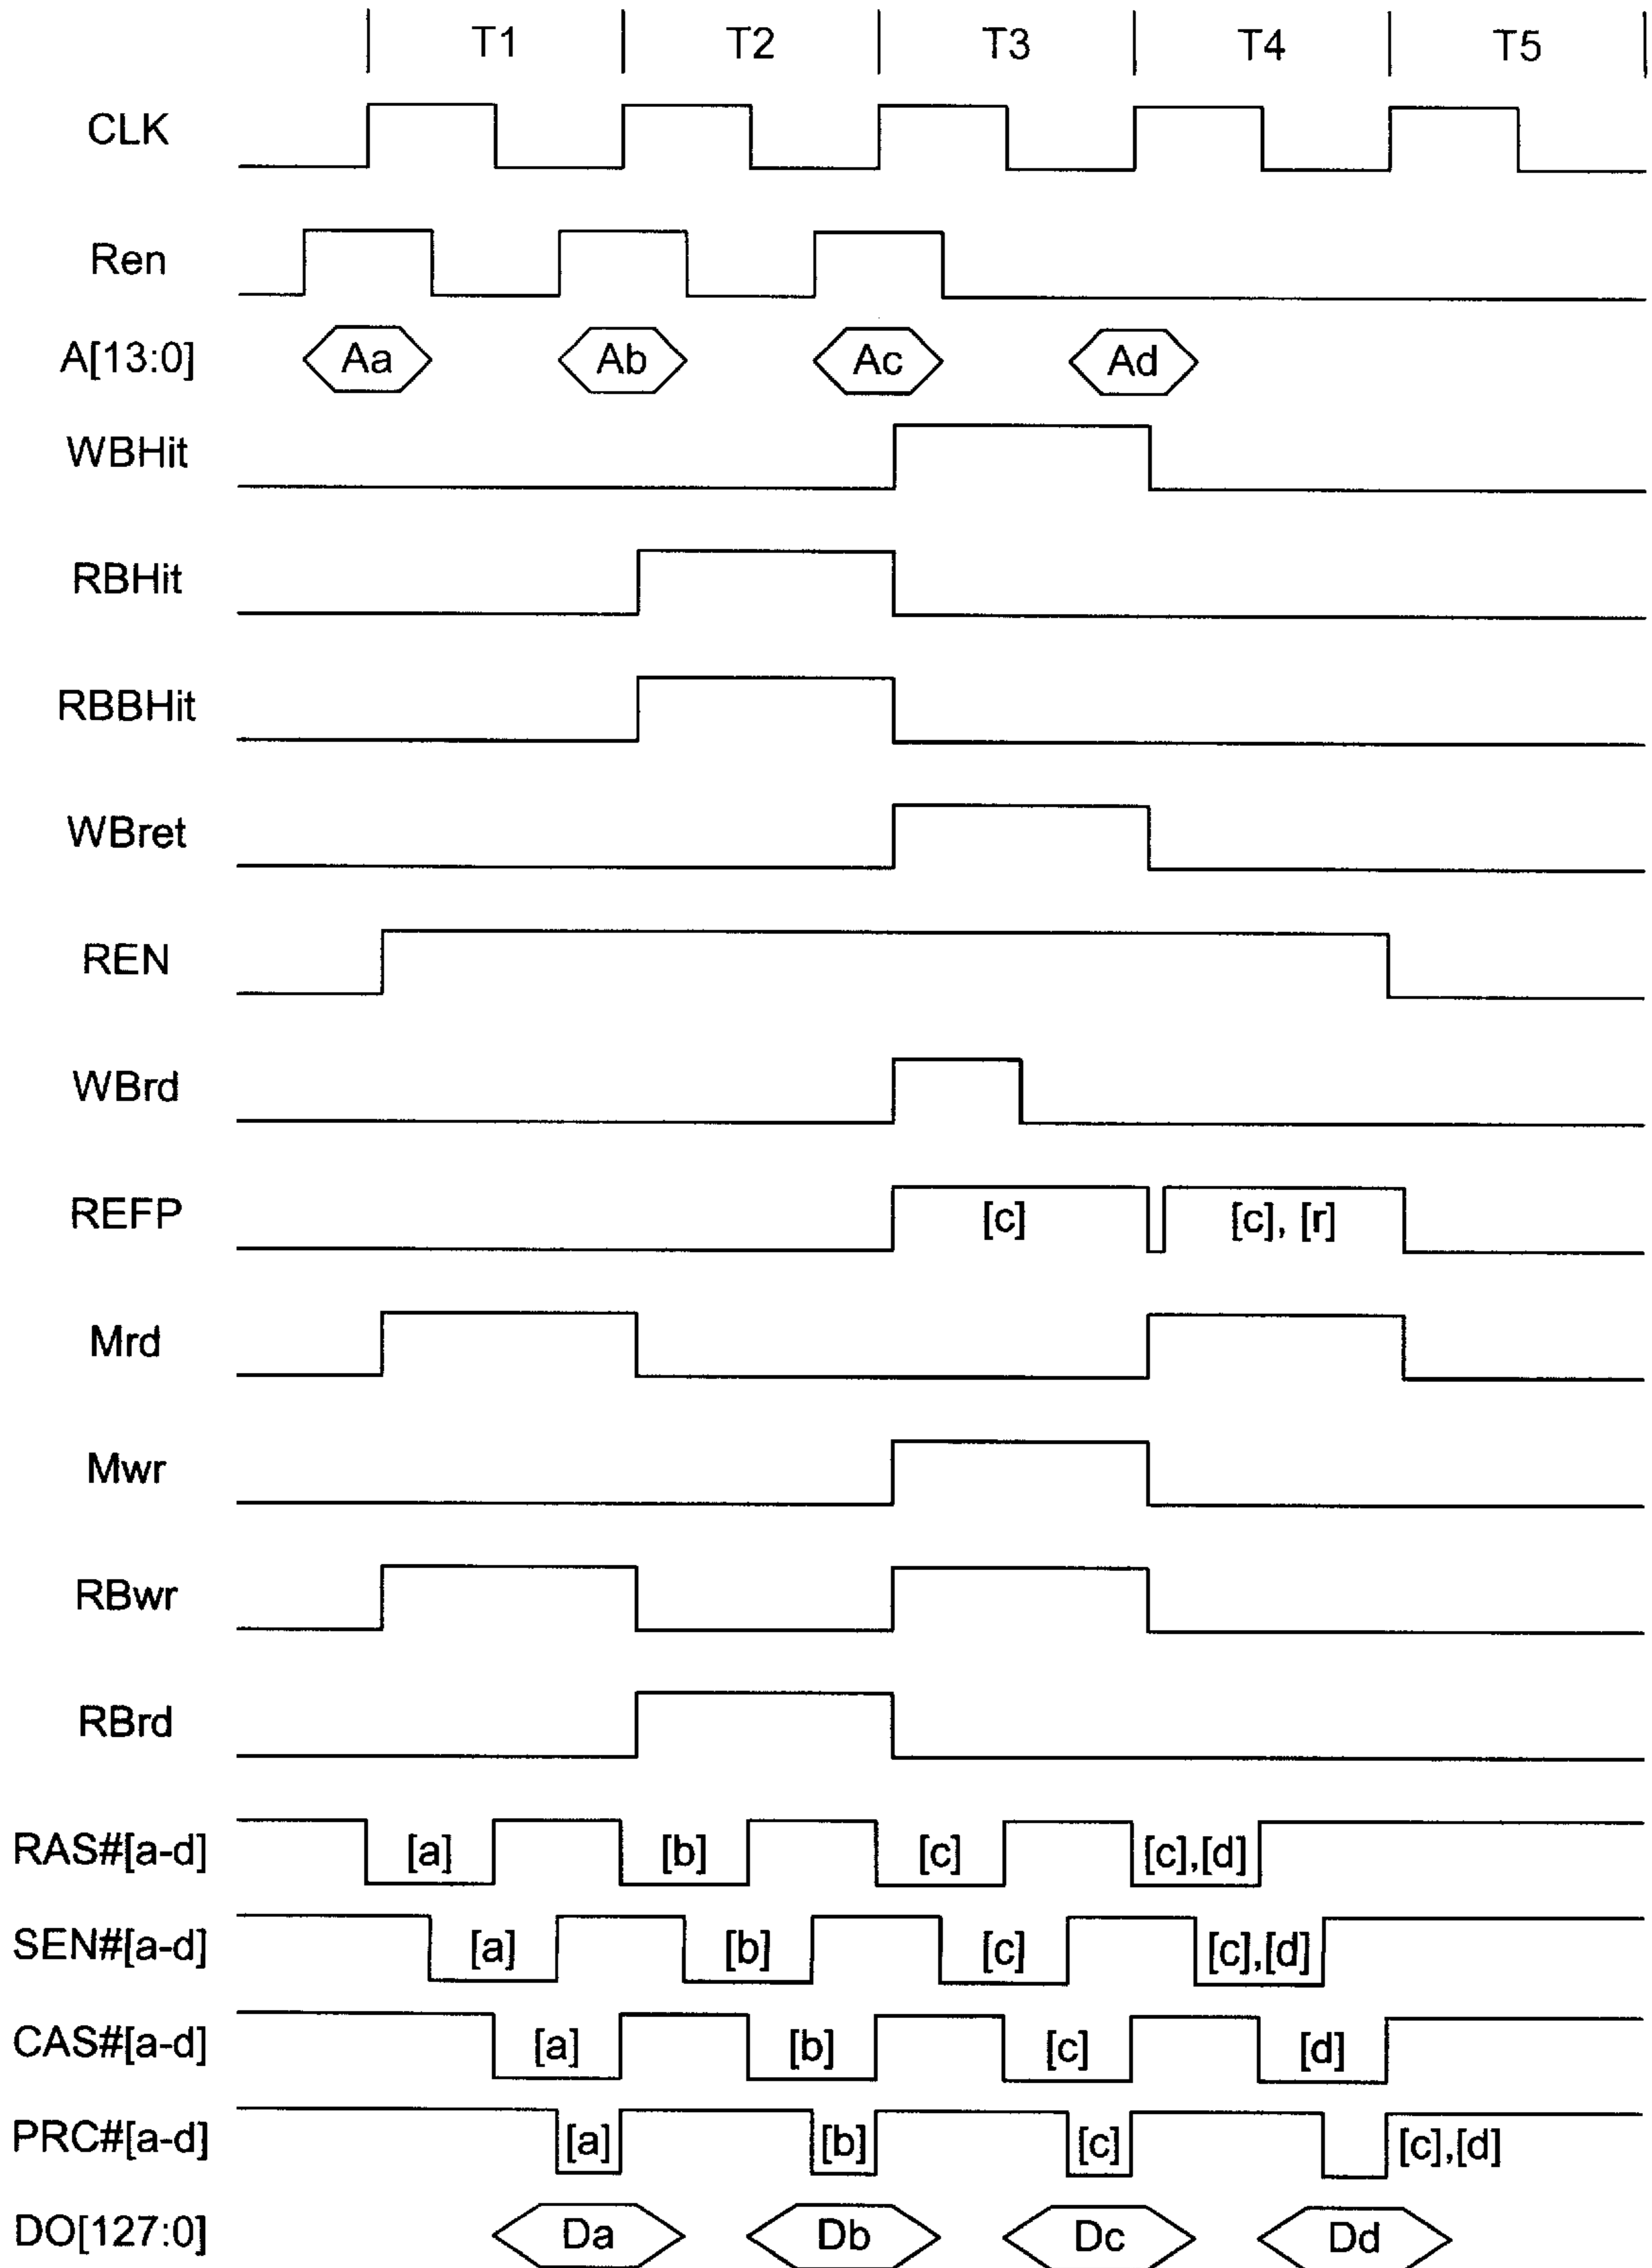 T1 T2 T3 T4 T5
CLK
Ren
A[13:0] Aa Ab Ac Ad
WBHit
RBHit
RBBHit
WBret
REN
WBrd
REFP [c] [c], [r]
Mrd
Mwr
RBwr
RBrd
RAS#[a-d] [a] [b] [c] [c],[d]
SEN#[a-d] [a] [b] [c] [c],[d]
CAS#[a-d] [a] [b] [c] [d]
PRC#[a-d] [a] [b] [c] [c],[d]
DO[127:0] Da Db Dc Dd